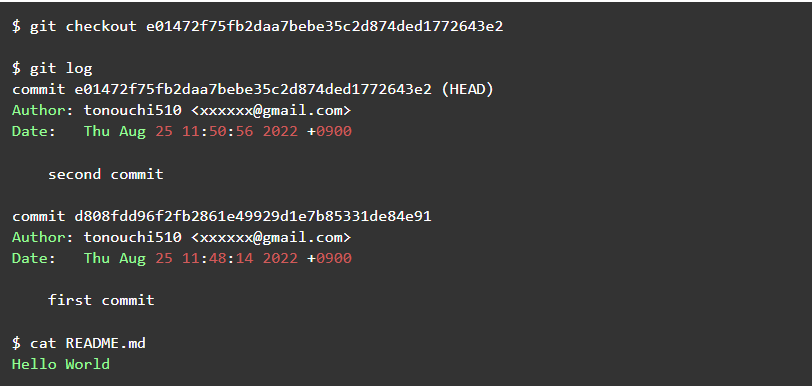 $ git checkout e01472f75fb2daa7bebe35c2d874ded1772643e2
$ git log
commit e01472f75fb2daa7bebe35c2d874ded1772643e2 (HEAD)
Author: tonouchi510 <xxxxxx@gmail.com>
Date:   Thu Aug 25 11:50:56 2022 +0900
    second commit
commit d808fdd96f2fb2861e49929d1e7b85331de84e91
Author: tonouchi510 <xxxxxx@gmail.com>
Date:   Thu Aug 25 11:48:14 2022 +0900
    first commit
$ cat README.md
Hello World